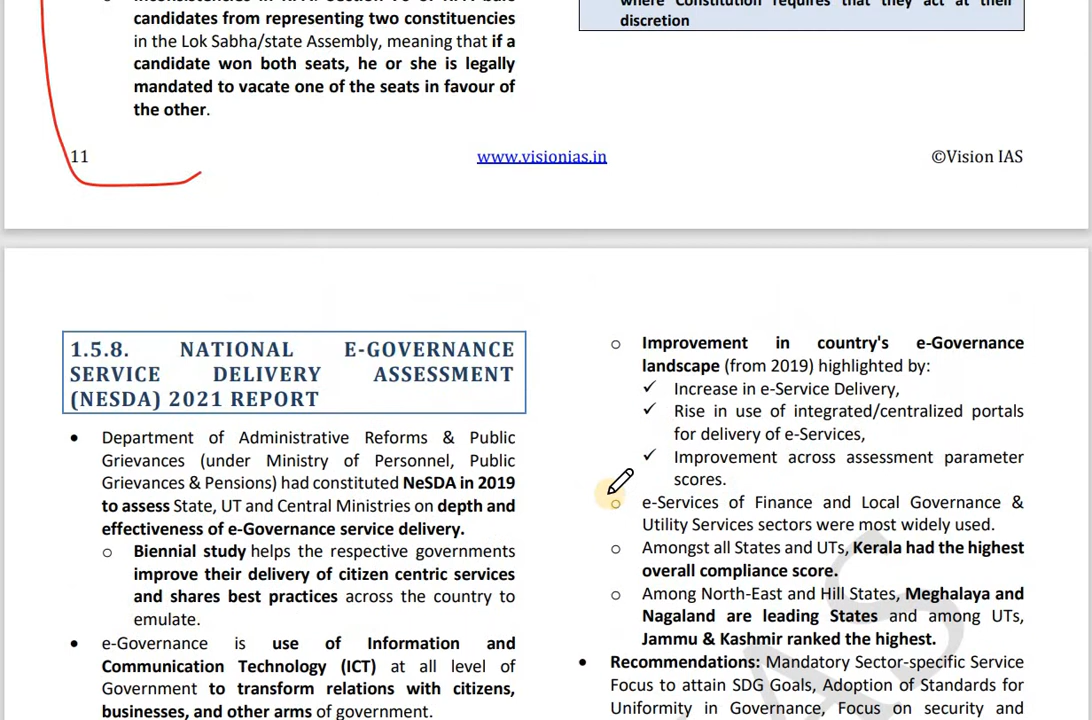 candidates from representing two constituencies
in the Lok Sabha/state Assembly, meaning that if a
candidate won both seats, he or she is legally
mandated to vacate one of the seats in favour of
the other.
where Constitution requires that they act at their
discretion
11
www.visionias.in
©Vision IAS
1.5.8. NATIONAL E-GOVERNANCE
SERVICE DELIVERY ASSESSMENT
(NESDA) 2021 REPORT
• Department of Administrative Reforms & Public
Grievances (under Ministry of Personnel, Public
Grievances & Pensions) had constituted NeSDA in 2019
to assess State, UT and Central Ministries on depth and
effectiveness of e-Governance service delivery.
o Biennial study helps the respective governments
improve their delivery of citizen centric services
and shares best practices across the country to
emulate.
• e-Governance is use of Information and
Communication Technology (ICT) at all level of
Government to transform relations with citizens,
businesses, and other arms of government.
o Improvement in country's e-Governance
landscape (from 2019) highlighted by:
✓ Increase in e-Service Delivery,
✓ Rise in use of integrated/centralized portals
for delivery of e-Services,
✓ Improvement across assessment parameter
scores.
o e-Services of Finance and Local Governance &
Utility Services sectors were most widely used.
o Amongst all States and UTs, Kerala had the highest
overall compliance score.
o Among North-East and Hill States, Meghalaya and
Nagaland are leading States and among UTs,
Jammu & Kashmir ranked the highest.
• Recommendations: Mandatory Sector-specific Service
Focus to attain SDG Goals, Adoption of Standards for
Uniformity in Governance, Focus on security and